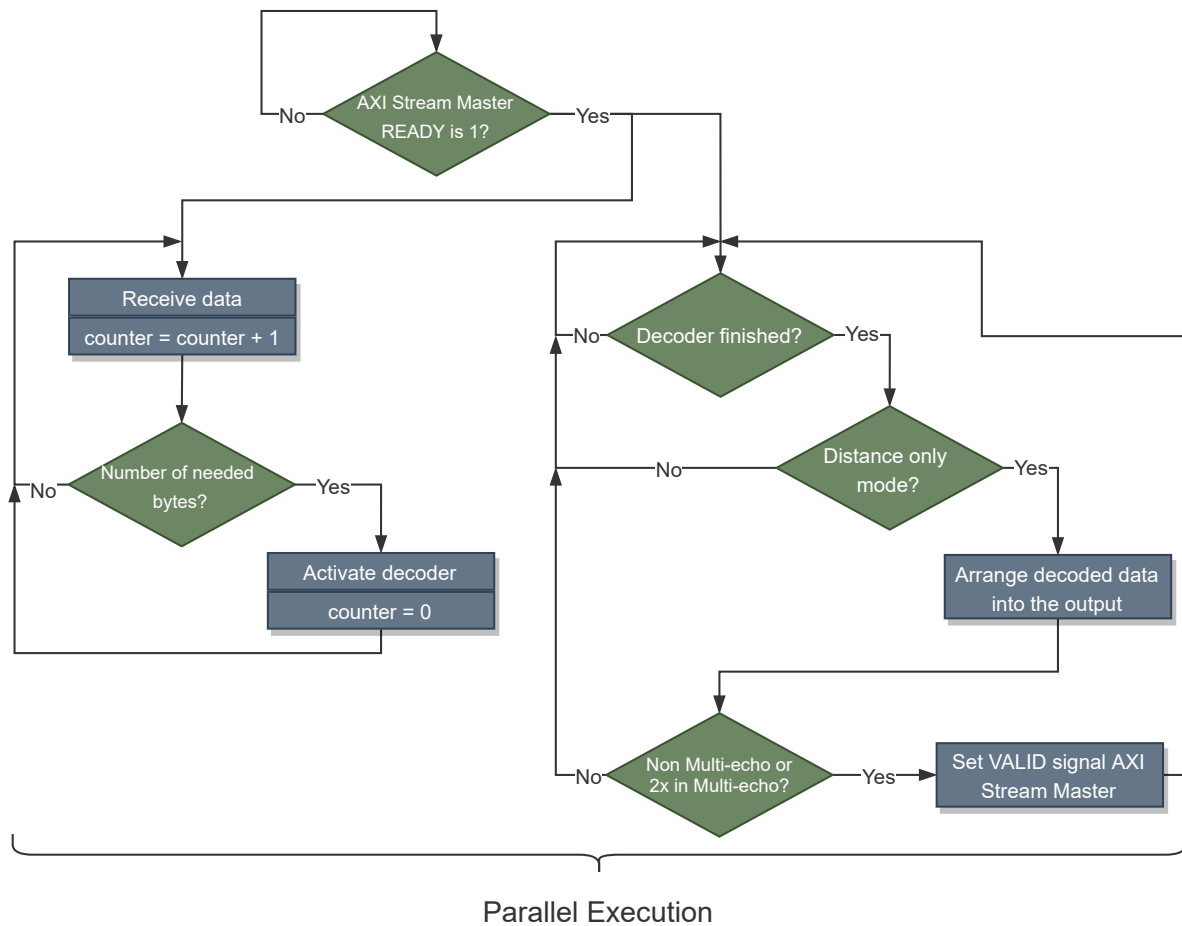 AXI Stream Master
READY is 1?
No
Yes
Receive data
counter = counter + 1
Number of needed
bytes?
No
Yes
Activate decoder
counter = 0
Decoder finished?
No
Yes
Distance only
mode?
No
Yes
Arrange decoded data
into the output
Non Multi-echo or
2x in Multi-echo?
No
Yes
Set VALID signal AXI
Stream Master
Parallel Execution